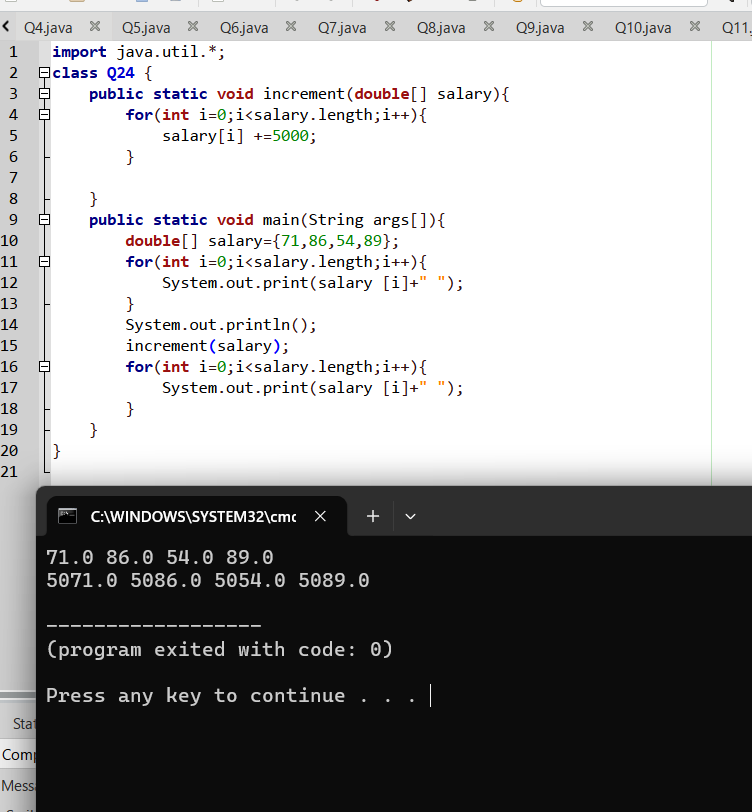 Q4.java Q5.java Q6.java Q7.java Q8.java Q9.java Q10.java Q11.
1 import java.util.*;
2 class Q24 {
3 public static void increment(double[] salary){
4 for(int i=0;i<salary.length;i++){
5 salary[i] +=5000;
6 }
7
8 }
9 public static void main(String args[]){
10 double[] salary={71,86,54,89};
11 for(int i=0;i<salary.length;i++){
12 System.out.print(salary [i]+" ");
13 }
14 System.out.println();
15 increment(salary);
16 for(int i=0;i<salary.length;i++){
17 System.out.print(salary [i]+" ");
18 }
19 }
20 }
21
C:\WINDOWS\SYSTEM32\cmc
71.0 86.0 54.0 89.0
5071.0 5086.0 5054.0 5089.0
------------------
(program exited with code: 0)
Press any key to continue . . .
Stat
Comp
Messa